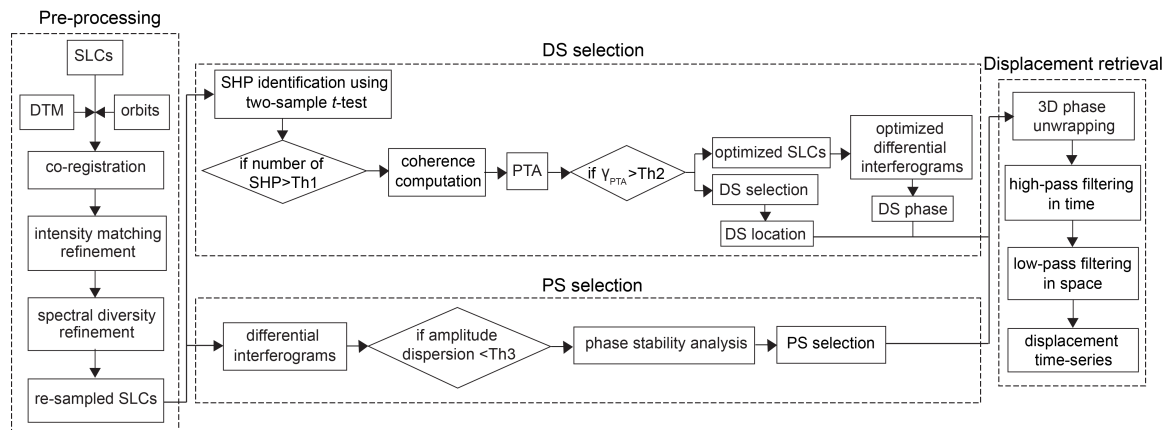 Pre-processing
SLCs
DTM
orbits
co-registration
intensity matching
refinement
spectral diversity
refinement
re-sampled SLCs
DS selection
SHP identification using
two-sample t-test
if number of
SHP>Th1
coherence
computation
PTA
if γPTA>Th2
optimized SLCs
optimized
differential
interferograms
DS selection
DS phase
DS location
PS selection
differential
interferograms
if amplitude
dispersion <Th3
phase stability analysis
PS selection
Displacement retrieval
3D phase
unwrapping
high-pass filtering
in time
low-pass filtering
in space
displacement
time-series